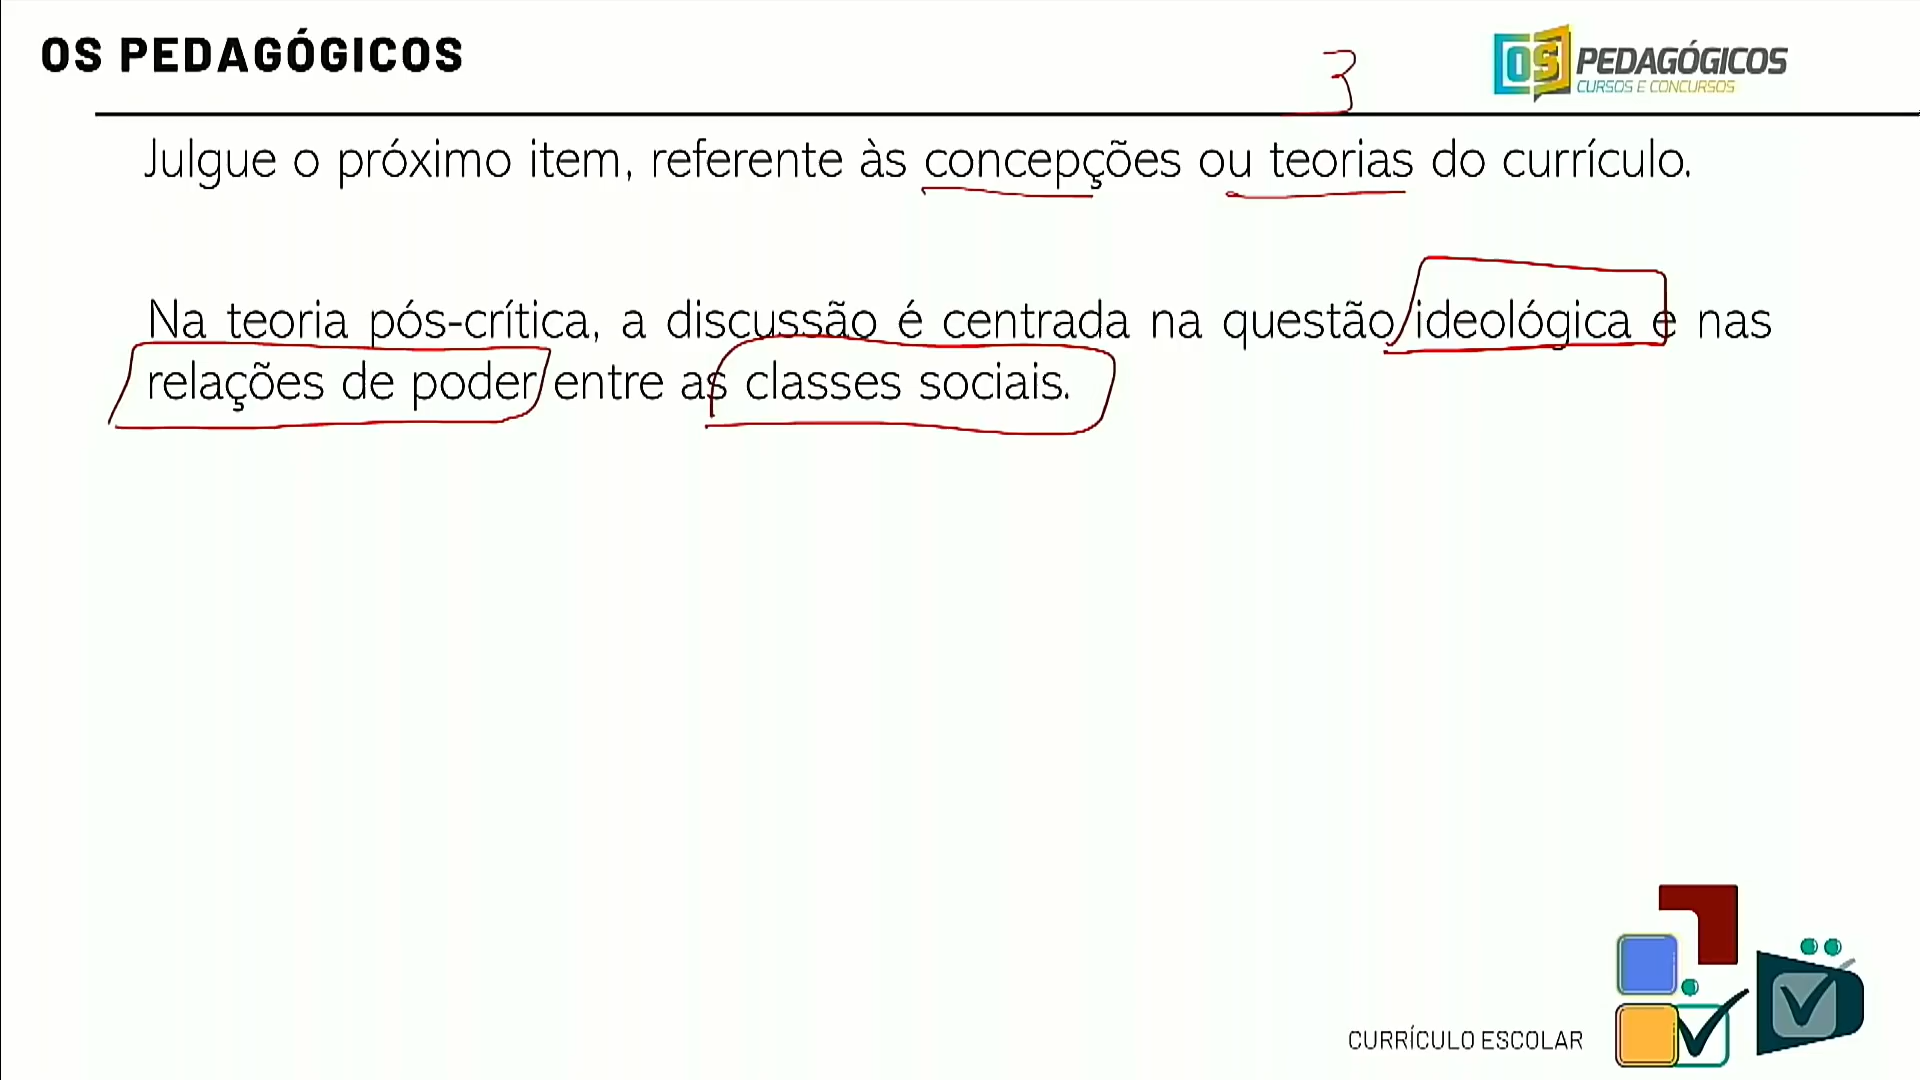 OS PEDAGÓGICOS
3
OS PEDAGÓGICOS
CURSOS E CONCURSOS
Julgue o próximo item, referente às concepções ou teorias do currículo.
Na teoria pós-crítica, a discussão é centrada na questão ideológica e nas
relações de poder entre as classes sociais.
CURRÍCULO ESCOLAR